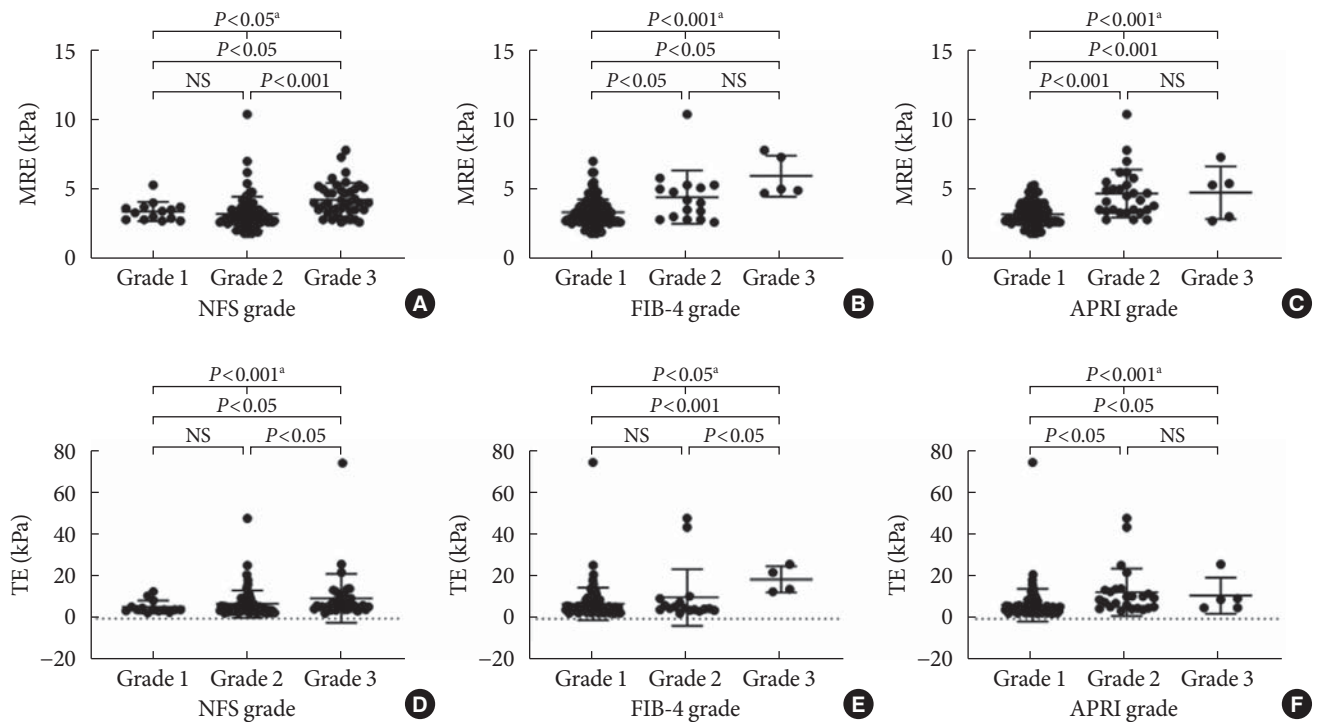 P<0.05ᵃ
P<0.05
NS P<0.001
15
10
5
0
MRE (kPa)
Grade 1 Grade 2 Grade 3
NFS grade
A
P<0.001ᵃ
P<0.05
P<0.05 NS
15
10
5
0
MRE (kPa)
Grade 1 Grade 2 Grade 3
FIB-4 grade
B
P<0.001ᵃ
P<0.001
P<0.001 NS
15
10
5
0
MRE (kPa)
Grade 1 Grade 2 Grade 3
APRI grade
C
P<0.001ᵃ
P<0.05
NS P<0.05
80
60
40
20
0
−20
TE (kPa)
Grade 1 Grade 2 Grade 3
NFS grade
D
P<0.05ᵃ
P<0.001
NS P<0.05
80
60
40
20
0
−20
TE (kPa)
Grade 1 Grade 2 Grade 3
FIB-4 grade
E
P<0.001ᵃ
P<0.05
P<0.05 NS
80
60
40
20
0
−20
TE (kPa)
Grade 1 Grade 2 Grade 3
APRI grade
F